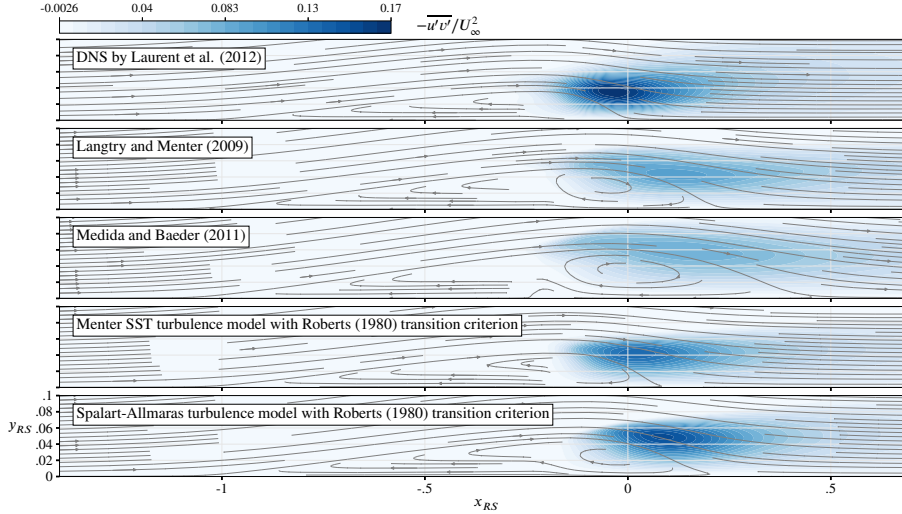 -0.0026 0.04 0.083 0.13 0.17
−u′v′/U²∞
DNS by Laurent et al. (2012)
Langtry and Menter (2009)
Medida and Baeder (2011)
Menter SST turbulence model with Roberts (1980) transition criterion
Spalart-Allmaras turbulence model with Roberts (1980) transition criterion
.1
.08
y_RS .06
.04
.02
0
-1 -.5 0 .5
x_RS